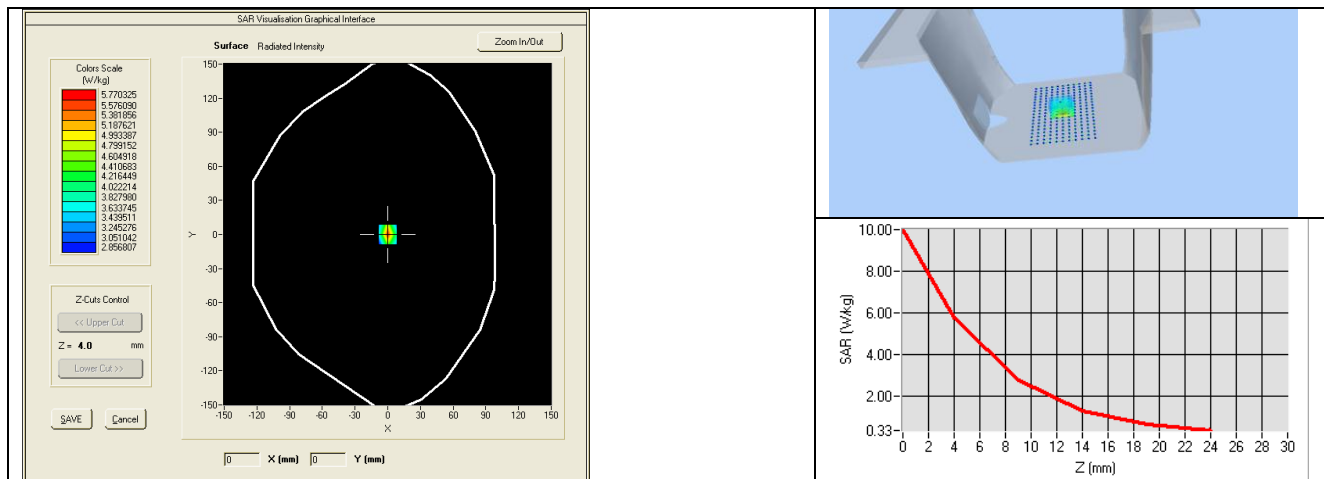 SAR Visualisation Graphical Interface
Surface Radiated Intensity
Zoom In/Out
Colors Scale
(W/kg)
5.770325
5.576090
5.381856
5.187621
4.993387
4.799152
4.604918
4.410683
4.216449
4.022214
3.827980
3.633745
3.439511
3.245276
3.051042
2.856807
Z-Cuts Control
<< Upper Cut
Z = 4.0 mm
Lower Cut >>
SAVE Cancel
150-
120-
90-
60-
30-
0-
-30-
-60-
-90-
-120-
-150-
Y
-150 -120 -90 -60 -30 0 30 60 90 120 150
X
0 X (mm) 0 Y (mm)
10.00-
8.00-
6.00-
4.00-
2.00-
0.33-
SAR (W/kg)
0 2 4 6 8 10 12 14 16 18 20 22 24 26 28 30
Z (mm)